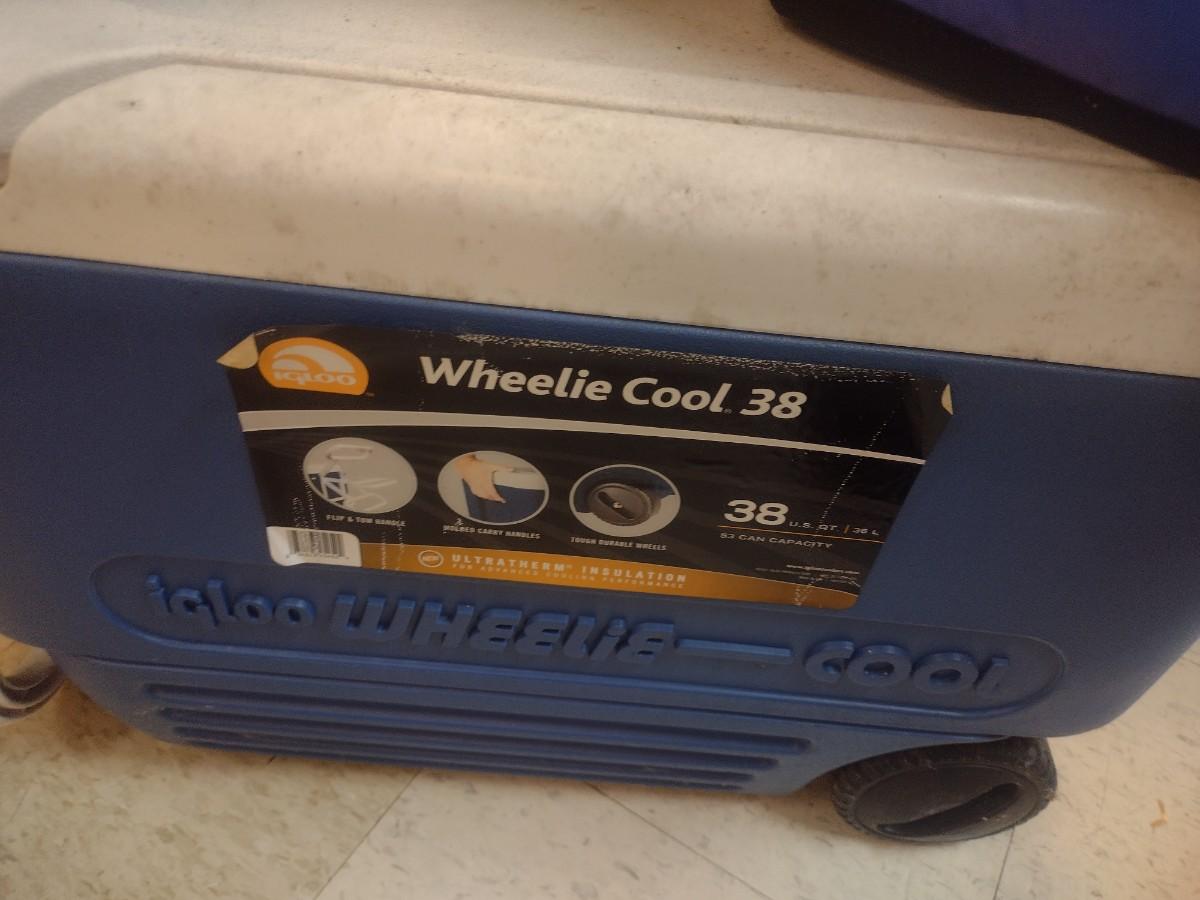 igloo
Wheelie Cool® 38
FLIP & TOW HANDLE
MOLDED CARRY HANDLES
TOUGH DURABLE WHEELS
38 U.S. QT. | 36 L
53 CAN CAPACITY
NEW ULTRATHERM® INSULATION
FOR ADVANCED COOLING PERFORMANCE
igloo WHEELiE—COOL